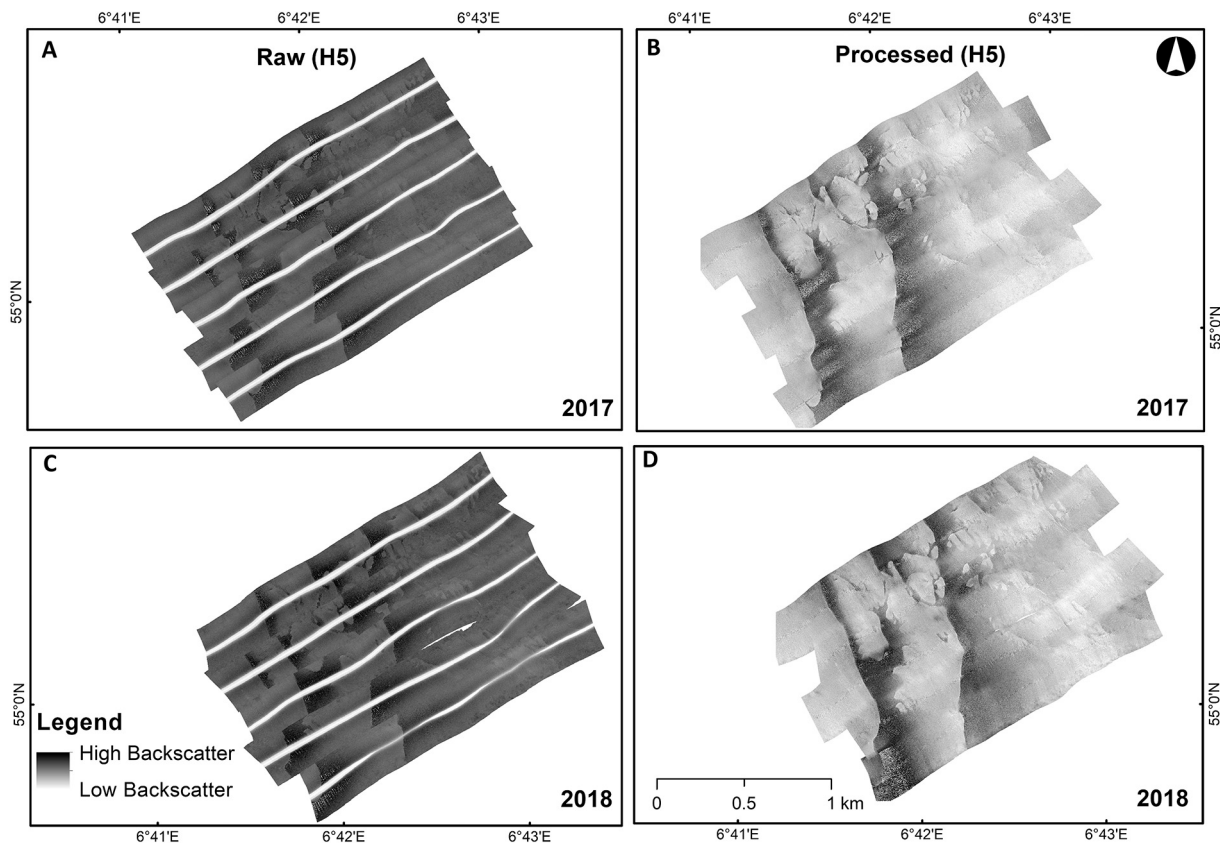 6°41'E 6°42'E 6°43'E 6°41'E 6°42'E 6°43'E
A Raw (H5)
B Processed (H5)
55°0'N
55°0'N
2017
2017
C
D
55°0'N
55°0'N
Legend
High Backscatter
Low Backscatter
2018
0 0.5 1 km
2018
6°41'E 6°42'E 6°43'E 6°41'E 6°42'E 6°43'E